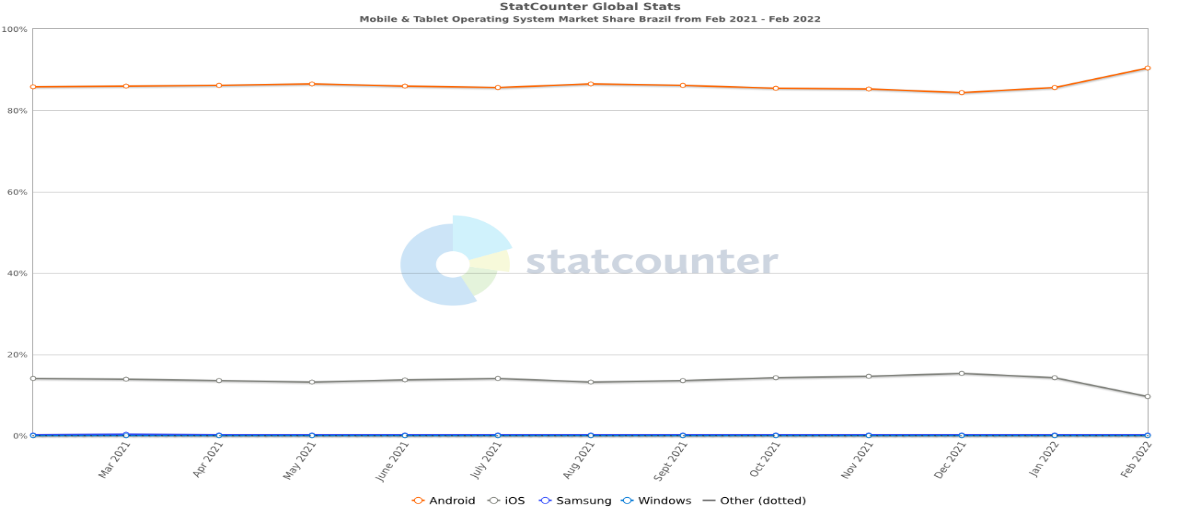 StatCounter Global Stats
Mobile & Tablet Operating System Market Share Brazil from Feb 2021 - Feb 2022
100%
80%
60%
40%
20%
0%
statcounter
Mar 2021 Apr 2021 May 2021 June 2021 July 2021 Aug 2021 Sept 2021 Oct 2021 Nov 2021 Dec 2021 Jan 2022 Feb 2022
Android iOS Samsung Windows Other (dotted)